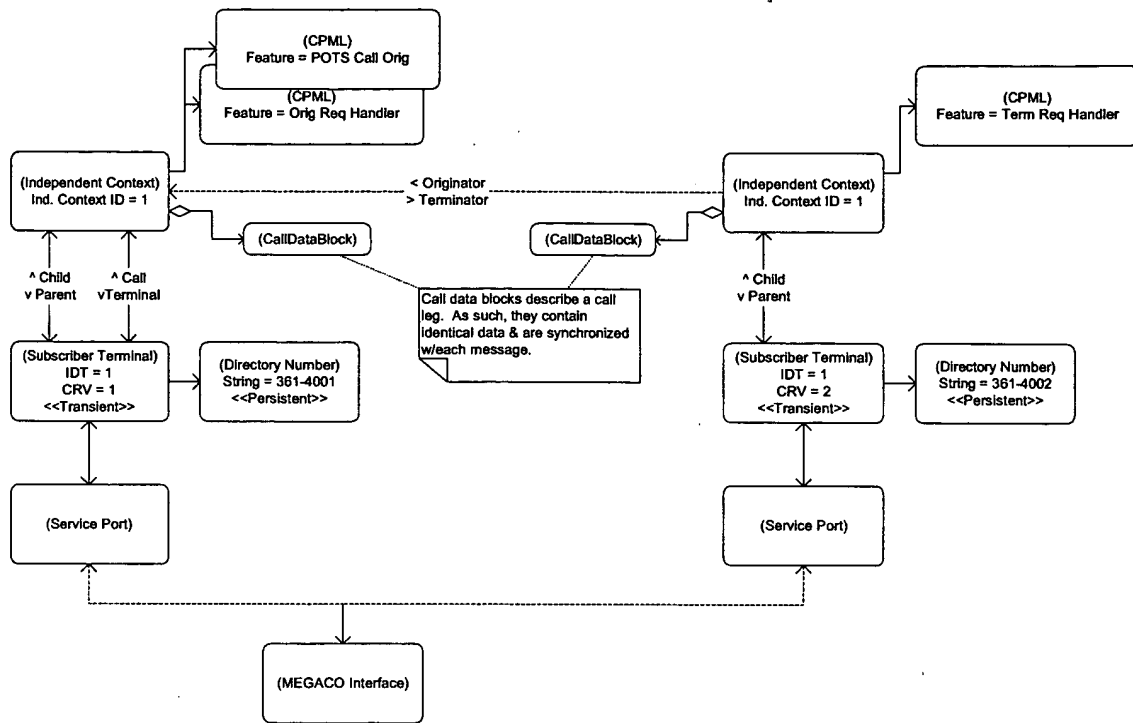 (CPML)
Feature = POTS Call Orig
(CPML)
Feature = Orig Req Handler
(CPML)
Feature = Term Req Handler
(Independent Context)
Ind. Context ID = 1
< Originator
> Terminator
(Independent Context)
Ind. Context ID = 1
(CallDataBlock)
(CallDataBlock)
^ Child
v Parent
^ Call
vTerminal
^ Child
v Parent
Call data blocks describe a call
leg. As such, they contain
identical data & are synchronized
w/each message.
(Subscriber Terminal)
IDT = 1
CRV = 1
<<Transient>>
(Directory Number)
String = 361-4001
<<Persistent>>
(Subscriber Terminal)
IDT = 1
CRV = 2
<<Transient>>
(Directory Number)
String = 361-4002
<<Persistent>>
(Service Port)
(Service Port)
(MEGACO Interface)